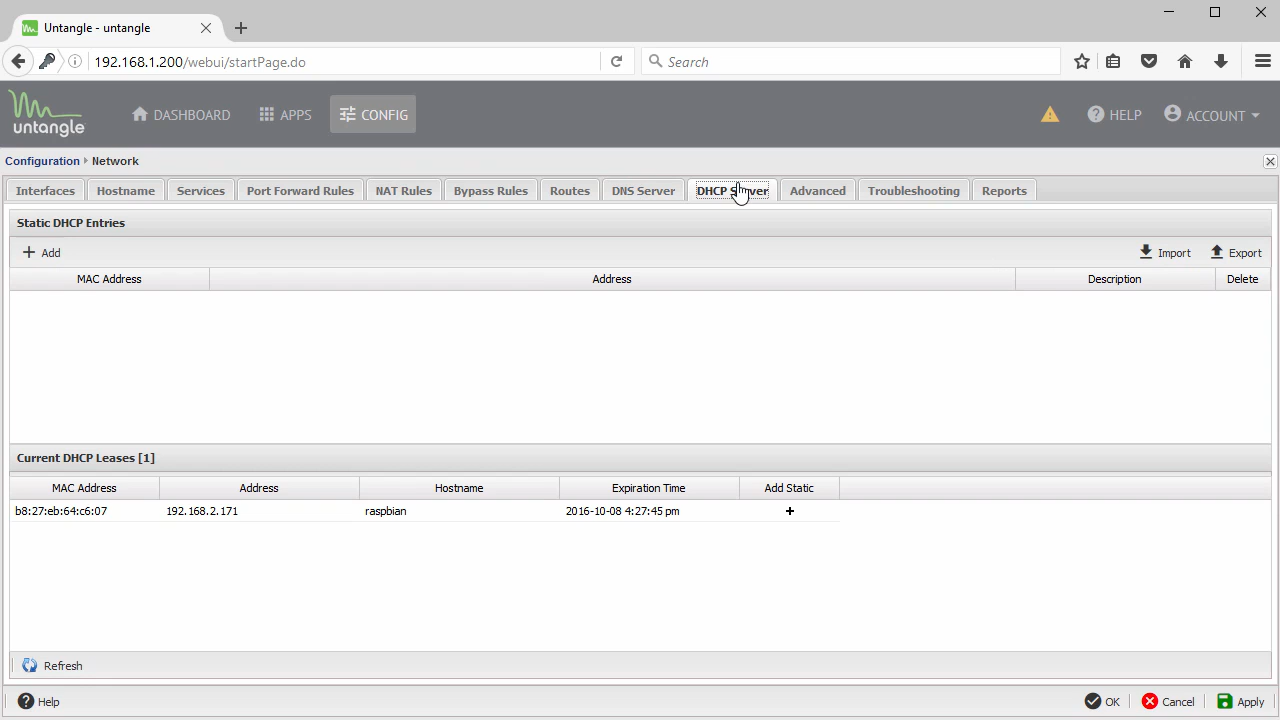 Untangle - untangle
192.168.1.200/webui/startPage.do
Search
untangle
DASHBOARD
APPS
CONFIG
HELP
ACCOUNT
Configuration
Network
Interfaces
Hostname
Services
Port Forward Rules
NAT Rules
Bypass Rules
Routes
DNS Server
DHCP Server
Advanced
Troubleshooting
Reports
Static DHCP Entries
Add
Import
Export
MAC Address
Address
Description
Delete
Current DHCP Leases [1]
MAC Address
Address
Hostname
Expiration Time
Add Static
b8:27:eb:64:c6:07
192.168.2.171
raspbian
2016-10-08 4:27:45 pm
Refresh
Help
OK
Cancel
Apply